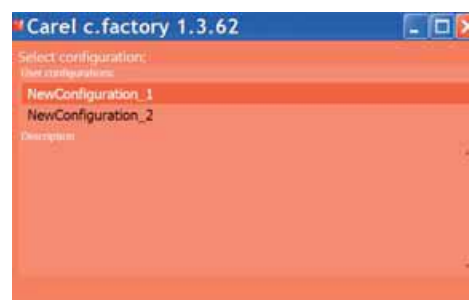 Carel c.factory 1.3.62
Select configuration:
User configurations:
NewConfiguration_1
NewConfiguration_2
Description